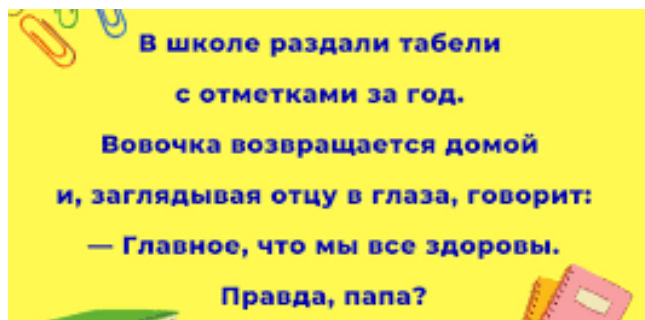 В школе раздали табели
с отметками за год.
Вовочка возвращается домой
и, заглядывая отцу в глаза, говорит:
— Главное, что мы все здоровы.
Правда, папа?